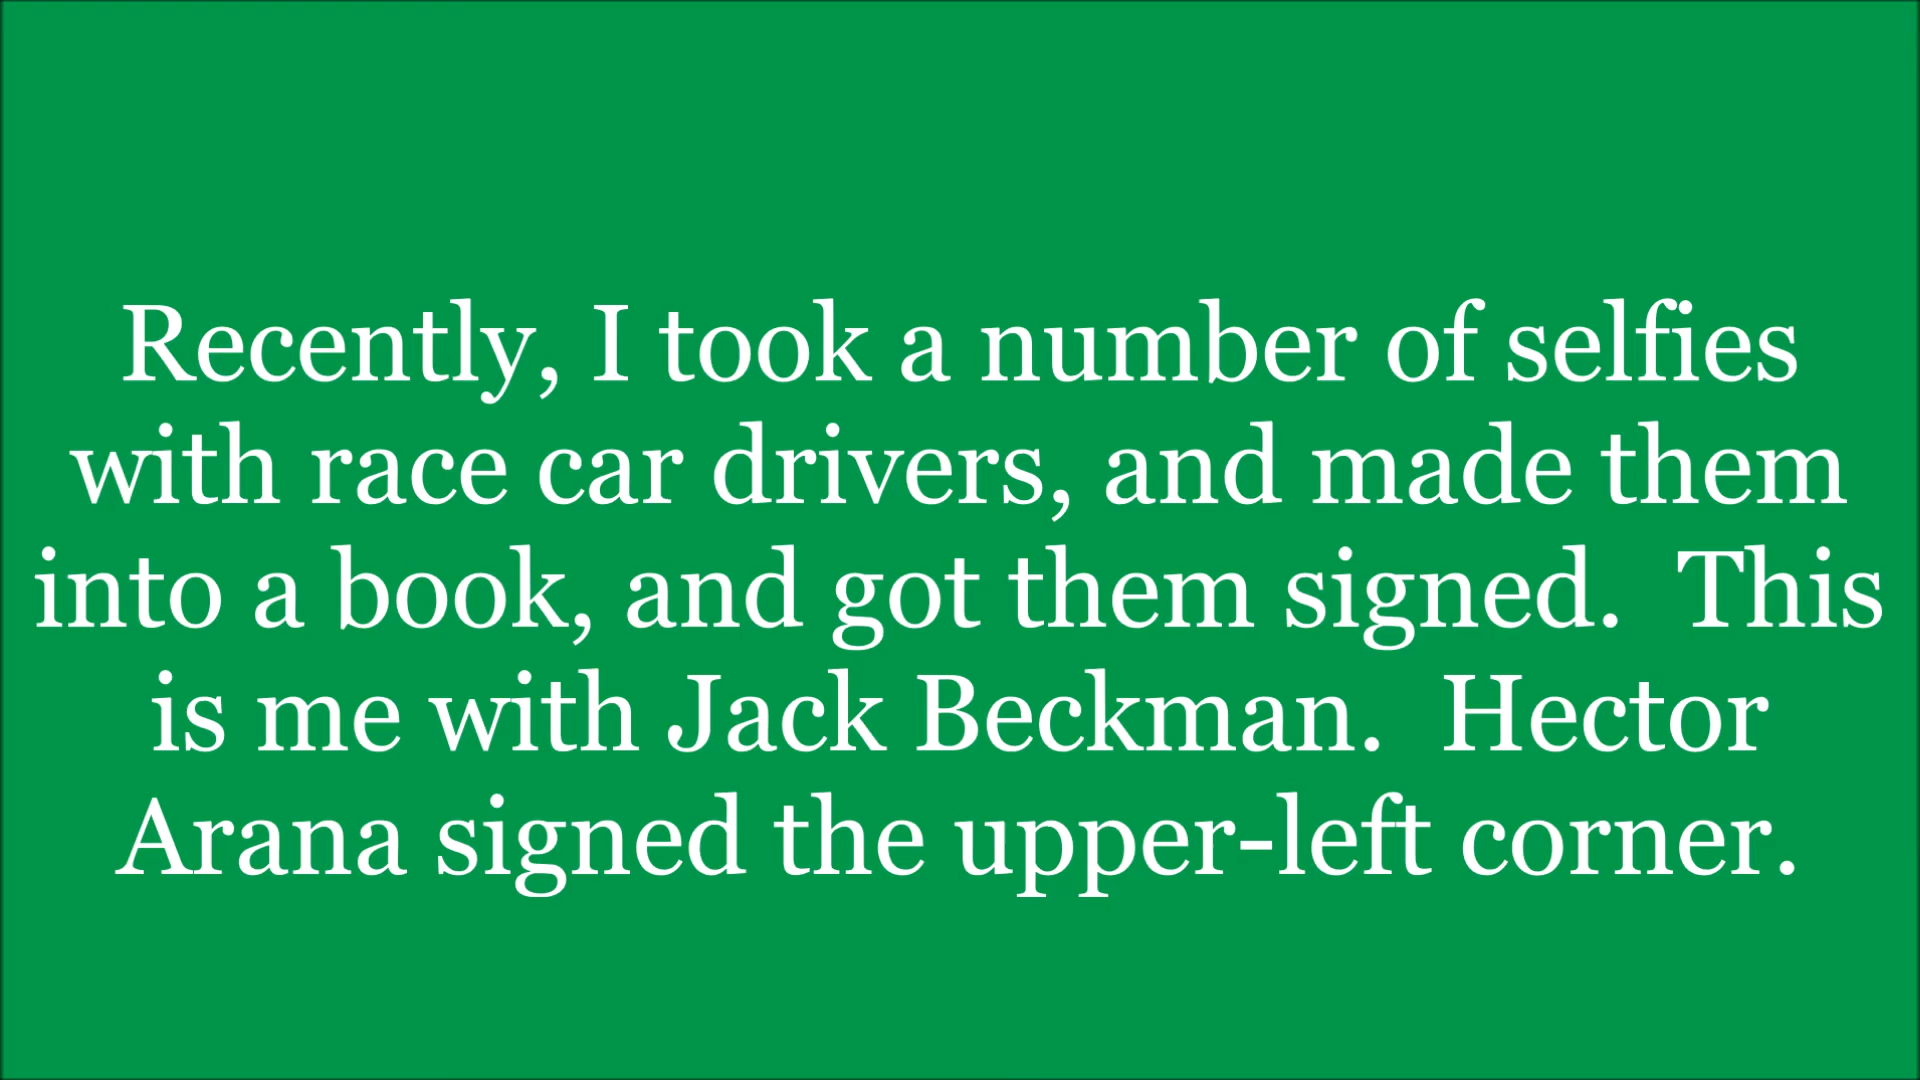 Recently, I took a number of selfies
with race car drivers, and made them
into a book, and got them signed.  This
is me with Jack Beckman.  Hector
Arana signed the upper-left corner.